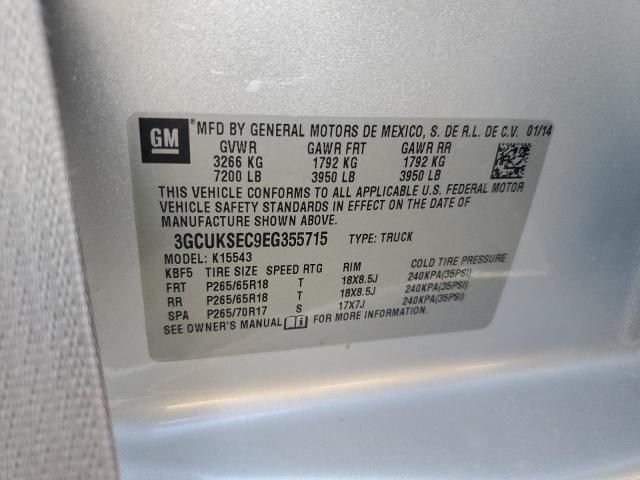 GM MFD BY GENERAL MOTORS DE MEXICO, S. DE R.L. DE C.V. 01/14
GVWR GAWR FRT GAWR RR
3266 KG 1792 KG 1792 KG
7200 LB 3950 LB 3950 LB
THIS VEHICLE CONFORMS TO ALL APPLICABLE U.S. FEDERAL MOTOR
VEHICLE SAFETY STANDARDS IN EFFECT ON THE DATE OF
MANUFACTURE SHOWN ABOVE.
3GCUKSEC9EG355715 TYPE: TRUCK
MODEL: K15543
KBF5 TIRE SIZE SPEED RTG RIM COLD TIRE PRESSURE
FRT P265/65R18 T 18X8.5J 240KPA(35PSI)
RR P265/65R18 T 18X8.5J 240KPA(35PSI)
SPA P265/70R17 S 17X7J 240KPA(35PSI)
SEE OWNER'S MANUAL FOR MORE INFORMATION.